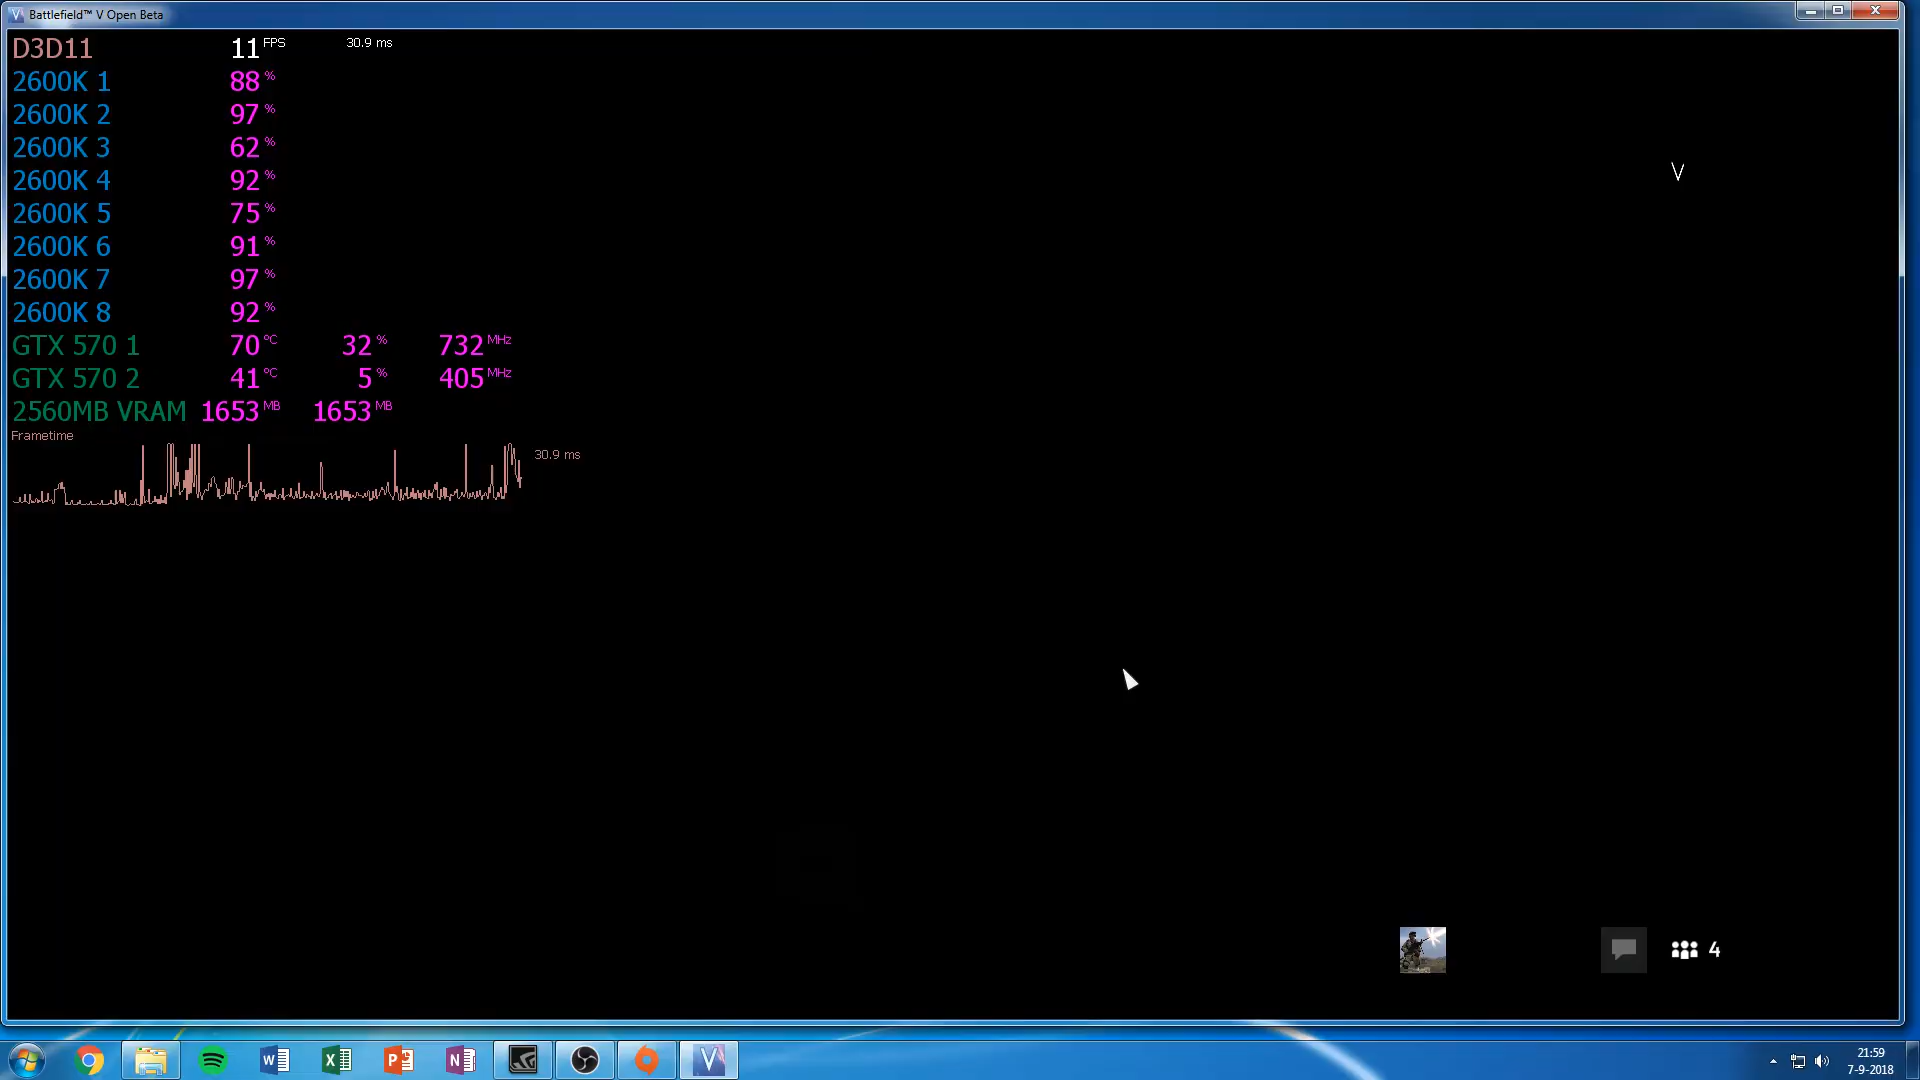 Battlefield™ V Open Beta
D3D11 11 FPS 30.9 ms
2600K 1 88 %
2600K 2 97 %
2600K 3 62 %
2600K 4 92 %
2600K 5 75 %
2600K 6 91 %
2600K 7 97 %
2600K 8 92 %
GTX 570 1 70 °C 32 % 732 MHz
GTX 570 2 41 °C 5 % 405 MHz
2560MB VRAM 1653 MB 1653 MB
Frametime
30.9 ms
V
4
21:59
7-9-2018